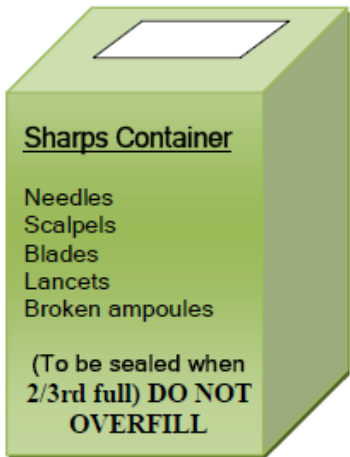 Sharps Container
Needles
Scalpels
Blades
Lancets
Broken ampoules
(To be sealed when
2/3rd full) DO NOT
OVERFILL